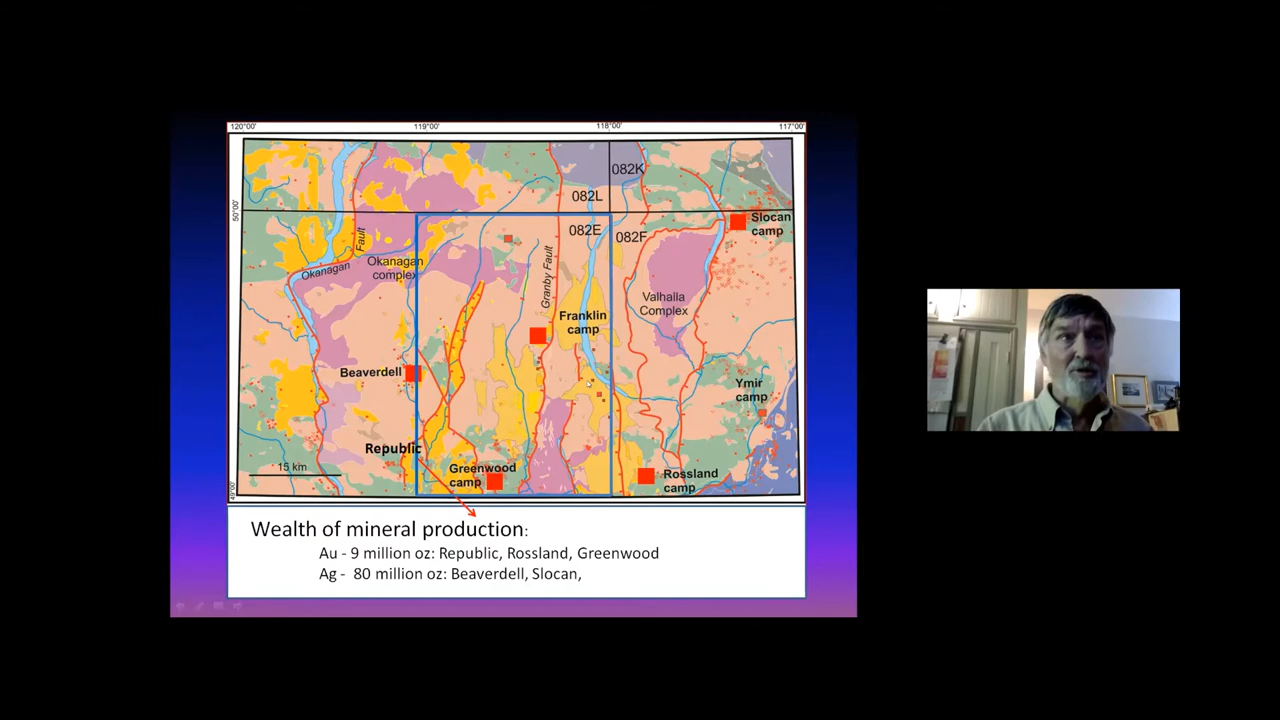 120°00'
119°00'
118°00'
117°00'
082K
082L
50°00'
Slocan
camp
082E
082F
Fault
Okanagan
Okanagan
complex
Granby Fault
Valhalla
Complex
Franklin
camp
Beaverdell
Ymir
camp
Republic
15 km
Greenwood
camp
Rossland
camp
49°00'
Wealth of mineral production:
Au - 9 million oz: Republic, Rossland, Greenwood
Ag - 80 million oz: Beaverdell, Slocan,